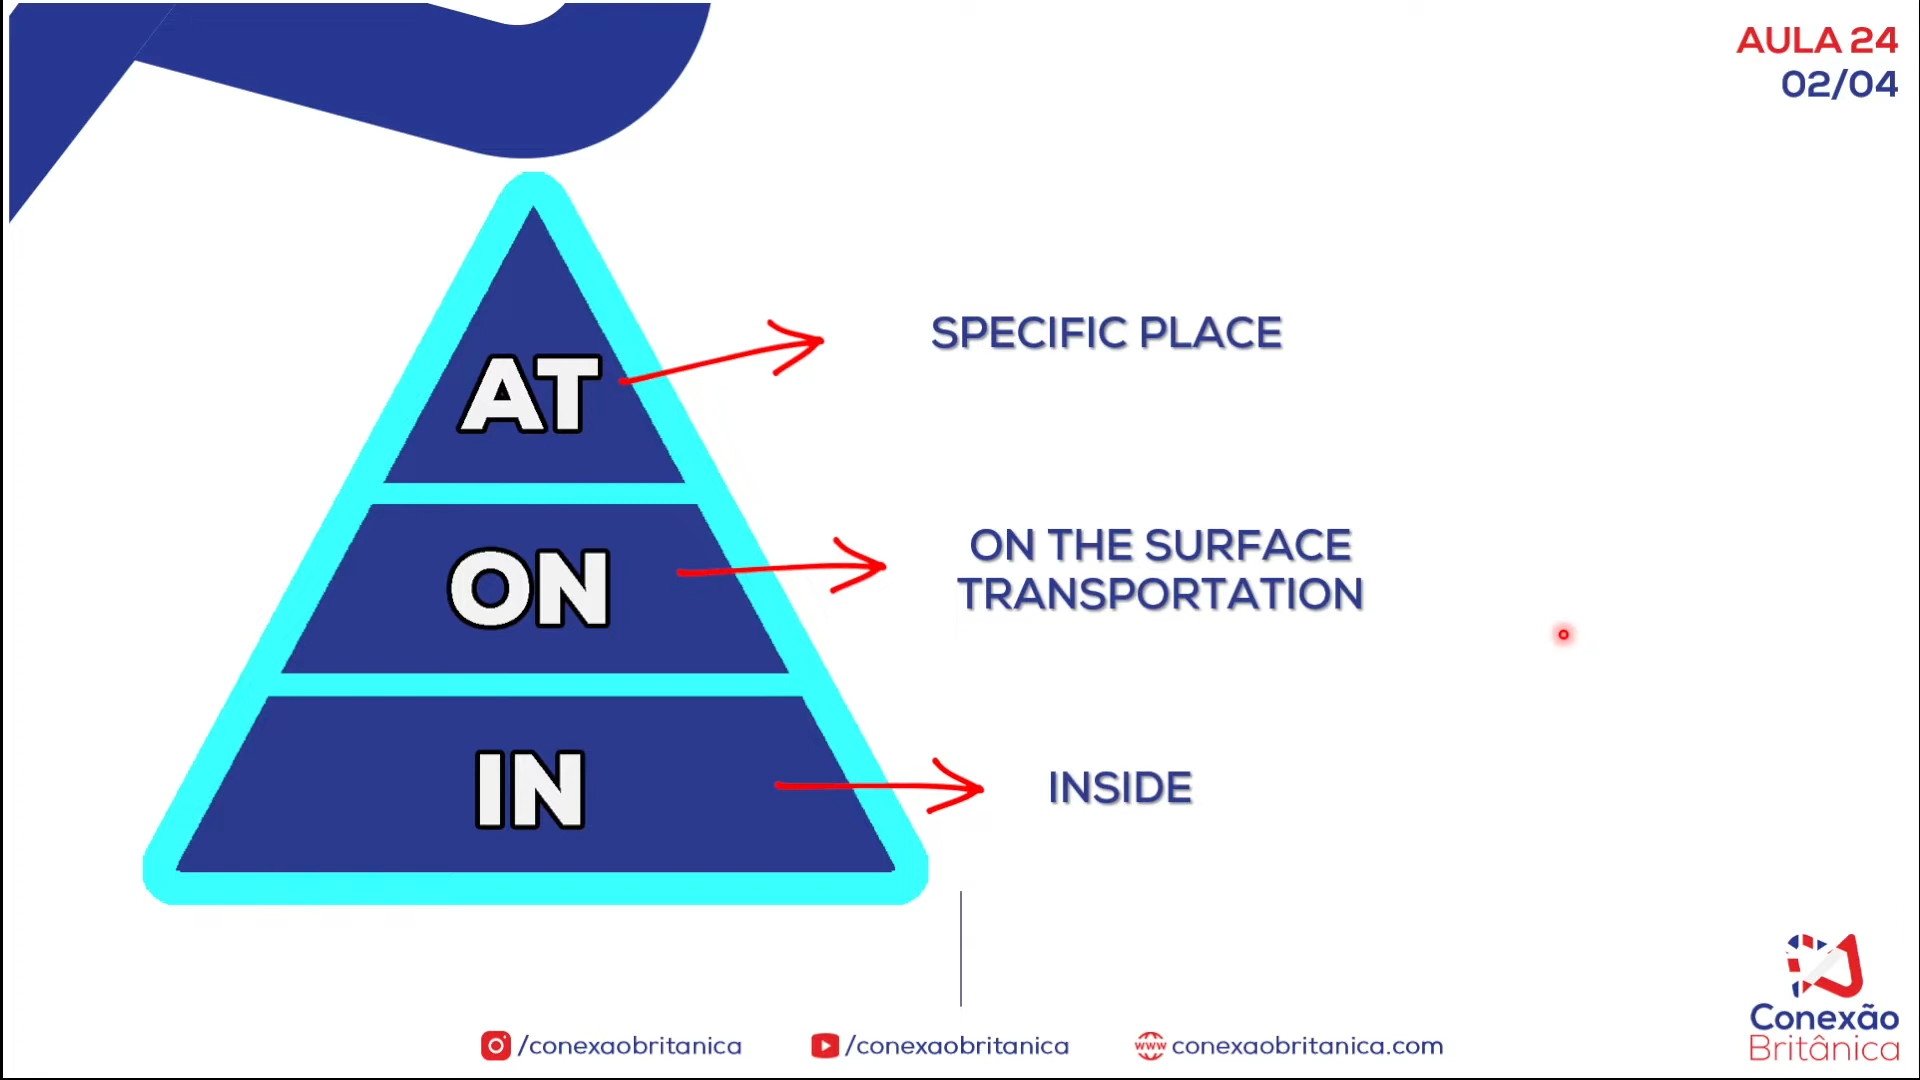 AULA 24
02/04
AT
SPECIFIC PLACE
ON
ON THE SURFACE
TRANSPORTATION
IN
INSIDE
/conexaobritanica
/conexaobritanica
www conexaobritanica.com
Conexão
Britânica